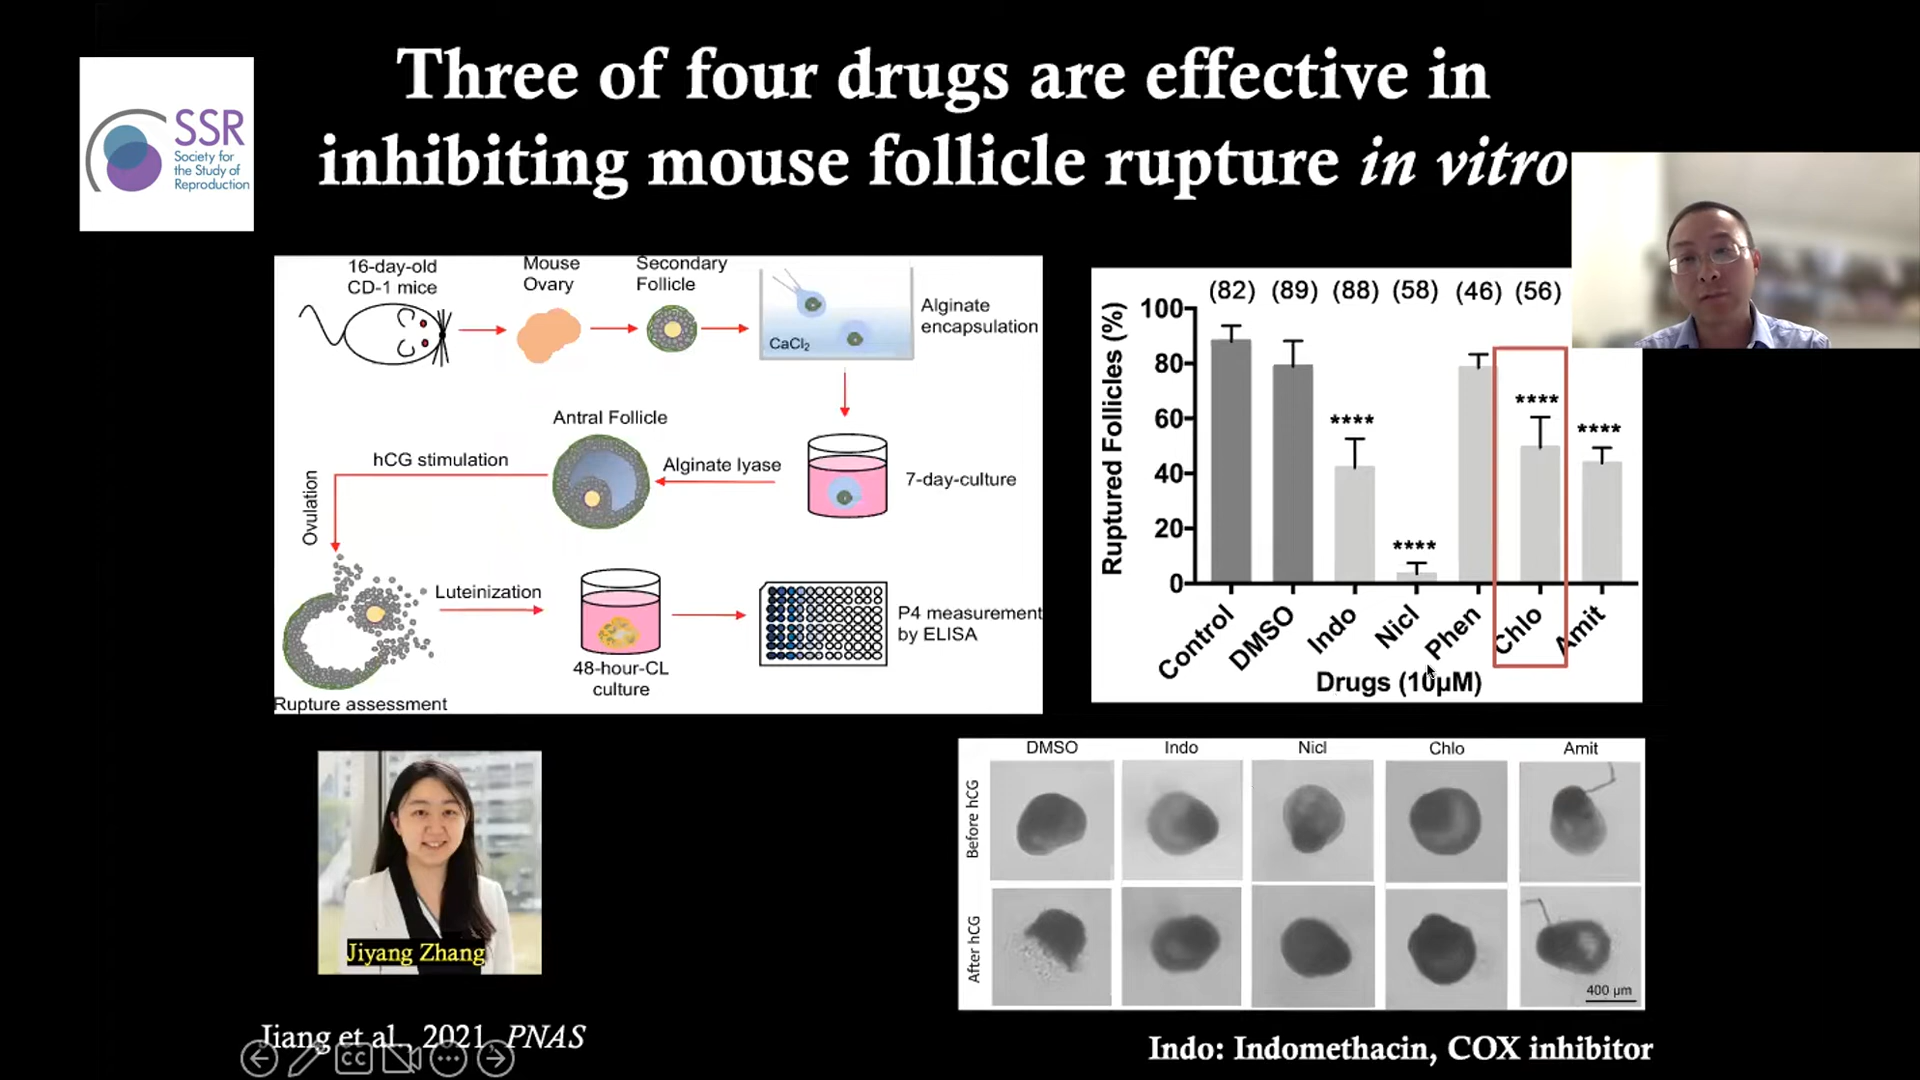 Three of four drugs are effective in
inhibiting mouse follicle rupture in vitro
SSR
Society for
the Study of
Reproduction
16-day-old
CD-1 mice
Mouse
Ovary
Secondary
Follicle
CaCl₂
Alginate
encapsulation
Antral Follicle
hCG stimulation
Alginate lyase
7-day-culture
Ovulation
Luteinization
48-hour-CL
culture
P4 measurement
by ELISA
Rupture assessment
(82) (89) (88) (58) (46) (56)
Ruptured Follicles (%)
100
80
60
40
20
0
**** **** **** ****
Control DMSO Indo Nicl Phen Chlo Amit
Drugs (10µM)
DMSO Indo Nicl Chlo Amit
Before hCG
After hCG
400 µm
Jiyang Zhang
Jiang et al., 2021, PNAS
CC
Indo: Indomethacin, COX inhibitor